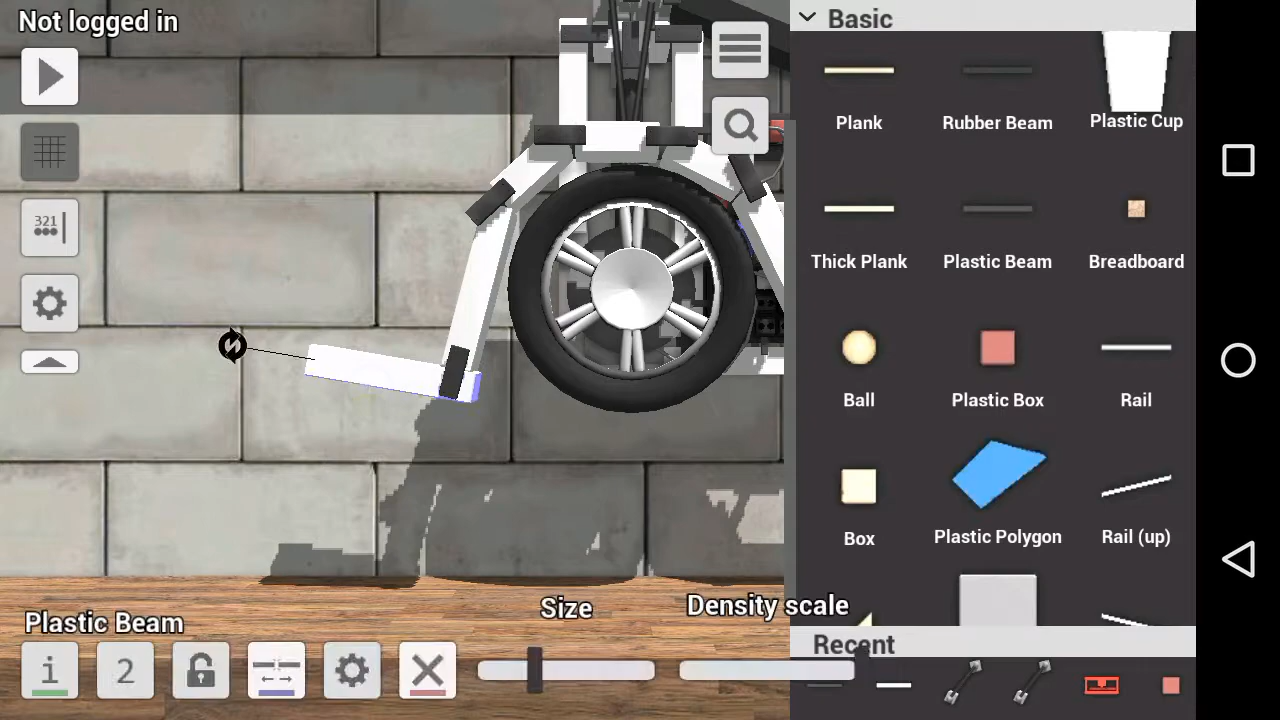 Not logged in
Basic
Plank
Rubber Beam
Plastic Cup
321
Thick Plank
Plastic Beam
Breadboard
Ball
Plastic Box
Rail
Box
Plastic Polygon
Rail (up)
Plastic Beam
Size
Density scale
Recent
i
2